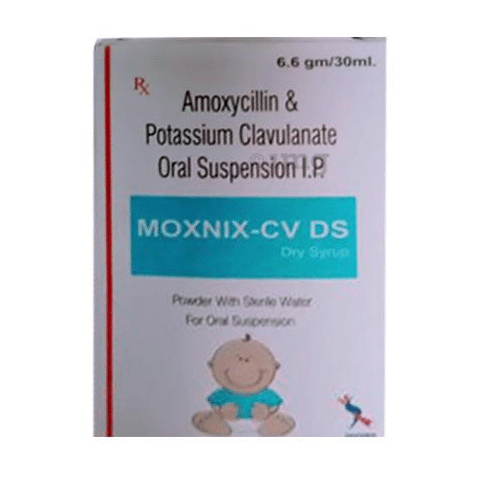 6.6 gm/30ml.
Rx
Amoxycillin &
Potassium Clavulanate
Oral Suspension I.P.
1mg
MOXNIX-CV DS
Dry Syrup
Powder With Sterile Water
For Oral Suspension